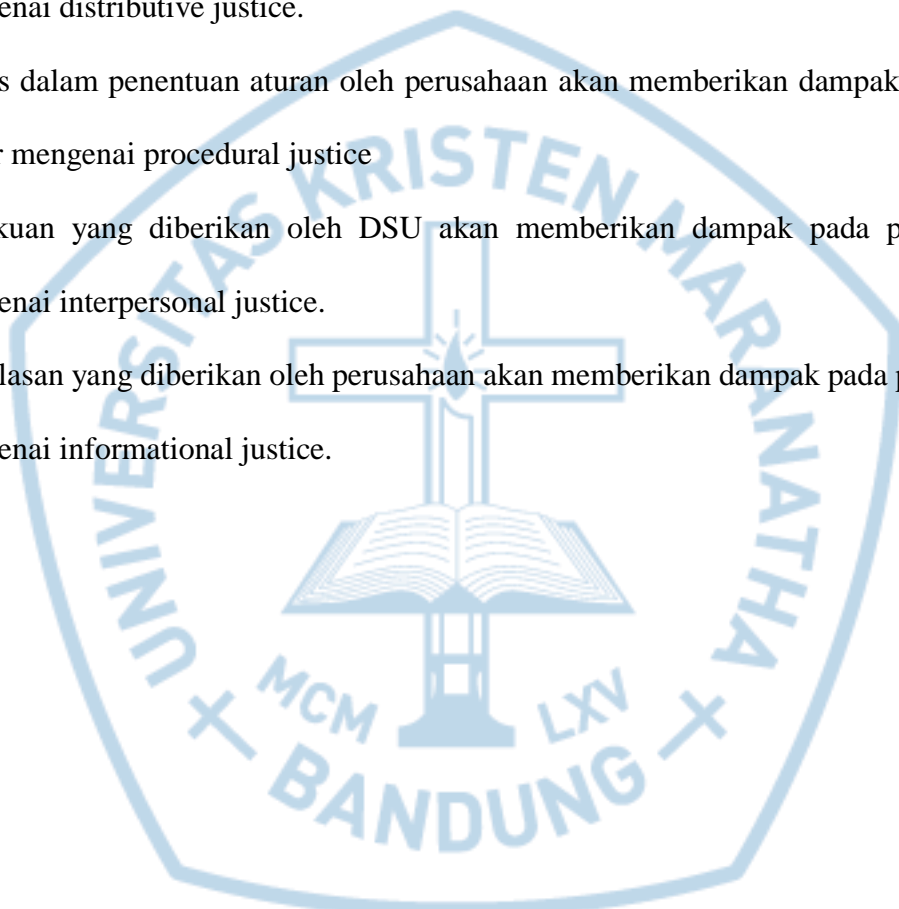 enai distributive justice.
s dalam penentuan aturan oleh perusahaan akan memberikan dampak
r mengenai procedural justice
kuan yang diberikan oleh DSU akan memberikan dampak pada p
enai interpersonal justice.
lasan yang diberikan oleh perusahaan akan memberikan dampak pada p
enai informational justice.
UNIVERSITAS KRISTEN MARANATHA
MCM LXV
BANDUNG